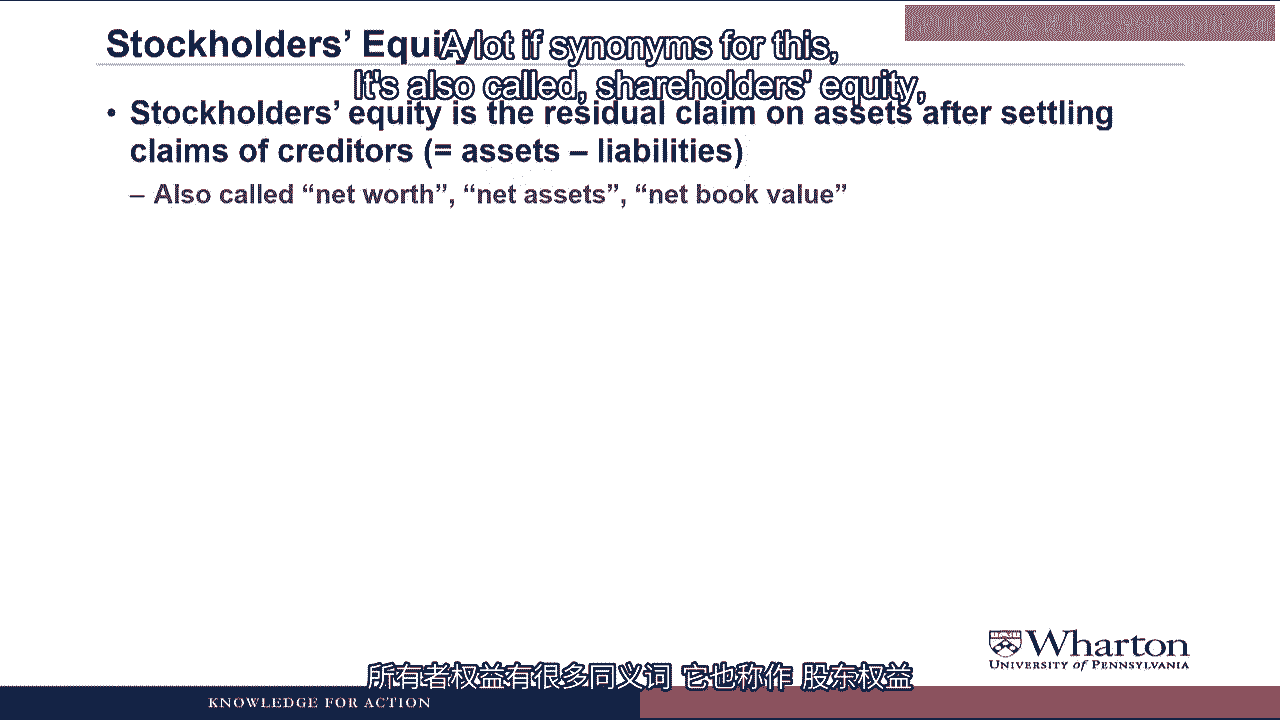 Stockholders’ Equity
A lot if synonyms for this,
It's also called, shareholders' equity,
• Stockholders’ equity is the residual claim on assets after settling
claims of creditors (= assets – liabilities)
– Also called “net worth”, “net assets”, “net book value”
Wharton
UNIVERSITY of PENNSYLVANIA
所有者权益有很多同义词 它也称作 股东权益
KNOWLEDGE FOR ACTION